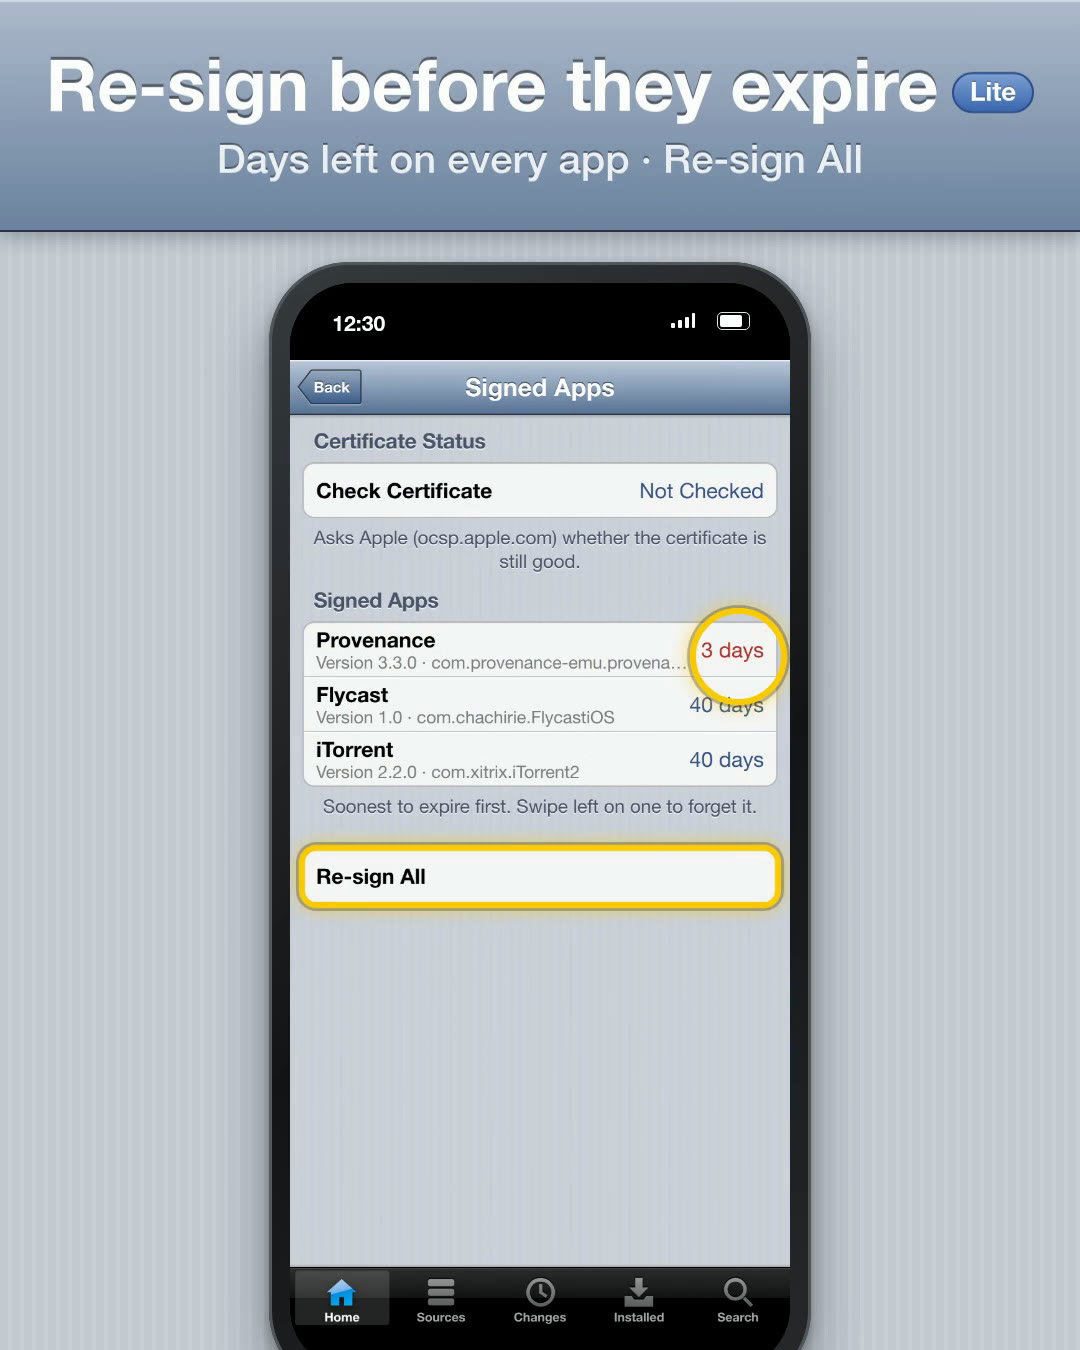 Re-sign before they expire Lite
Days left on every app · Re-sign All
12:30
Back
Signed Apps
Certificate Status
Check Certificate Not Checked
Asks Apple (ocsp.apple.com) whether the certificate is
still good.
Signed Apps
Provenance
Version 3.3.0 · com.provenance-emu.provena... 3 days
Flycast
Version 1.0 · com.chachirie.FlycastiOS 40 days
iTorrent
Version 2.2.0 · com.xitrix.iTorrent2 40 days
Soonest to expire first. Swipe left on one to forget it.
Re-sign All
Home Sources Changes Installed Search